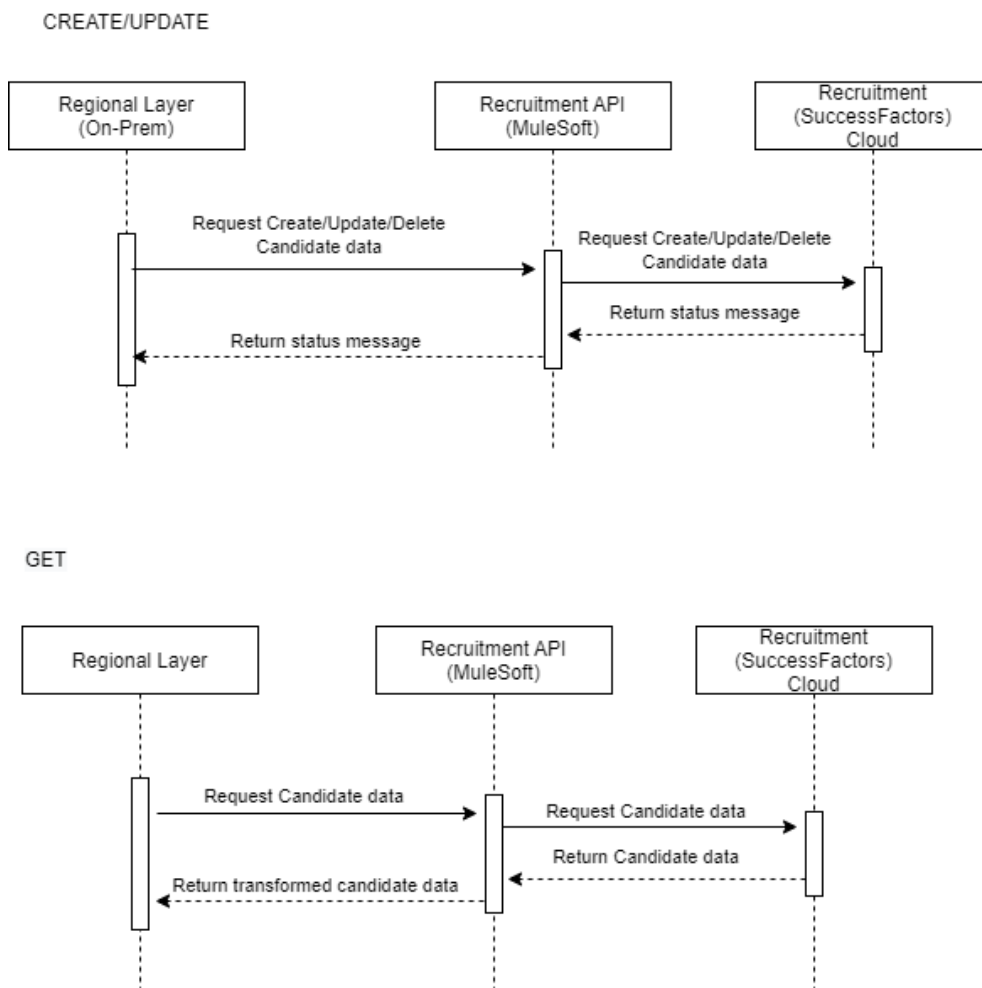 CREATE/UPDATE
Regional Layer
(On-Prem)
Recruitment API
(MuleSoft)
Recruitment
(SuccessFactors)
Cloud
Request Create/Update/Delete
Candidate data
Request Create/Update/Delete
Candidate data
Return status message
Return status message
GET
Regional Layer
Recruitment API
(MuleSoft)
Recruitment
(SuccessFactors)
Cloud
Request Candidate data
Request Candidate data
Return Candidate data
Return transformed candidate data